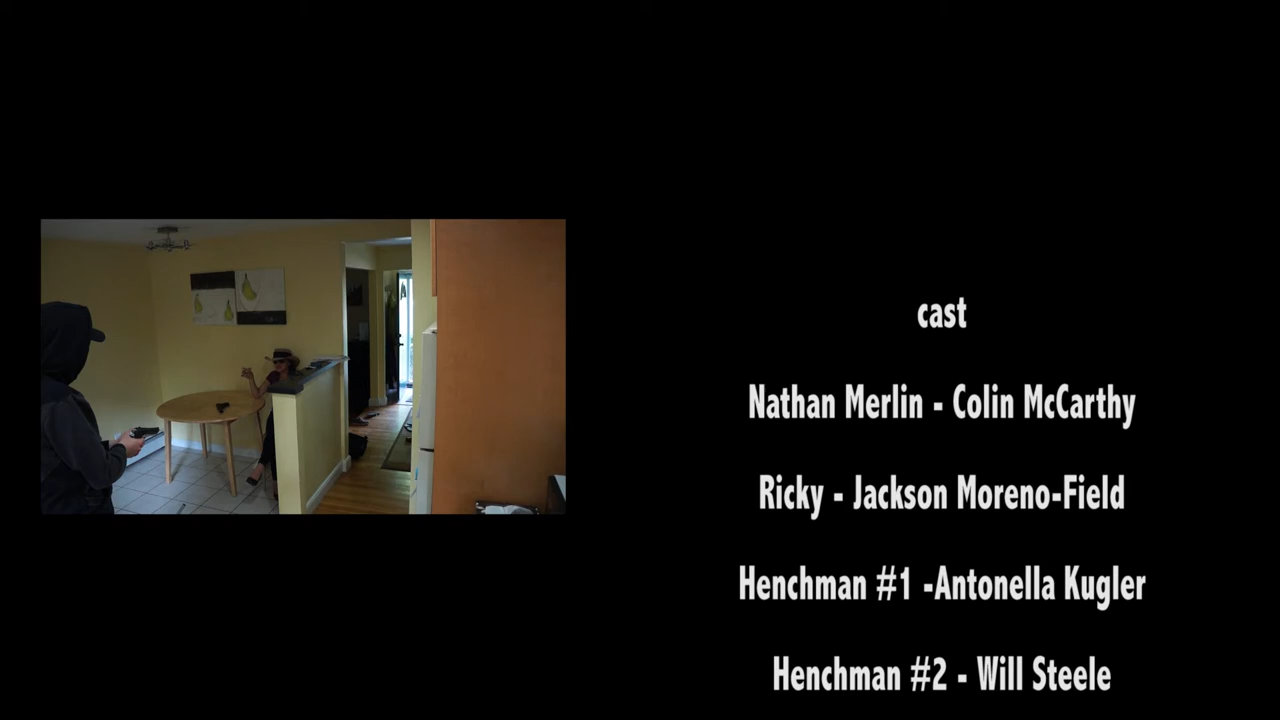 cast
Nathan Merlin - Colin McCarthy
Ricky - Jackson Moreno-Field
Henchman #1 -Antonella Kugler
Henchman #2 - Will Steele